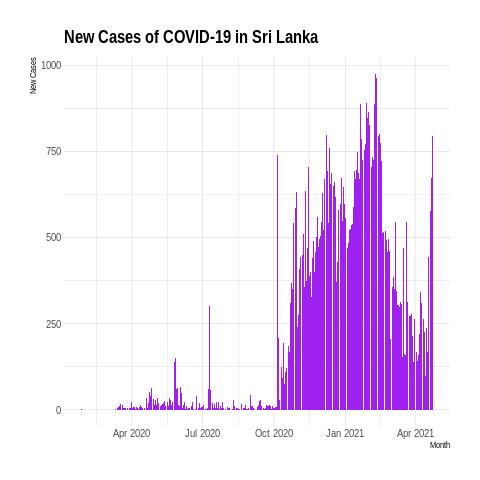 New Cases of COVID-19 in Sri Lanka
New Cases
1000
750
500
250
0
Apr 2020 Jul 2020 Oct 2020 Jan 2021 Apr 2021
Month